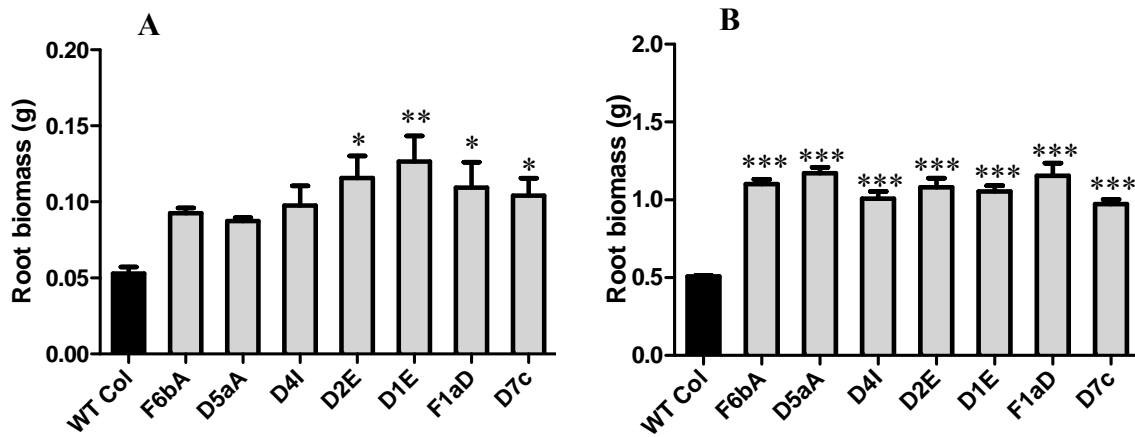 A
Root biomass (g)
0.20
0.15
0.10
0.05
0.00
*
**
*
*
WT Col
F6bA
D5aA
D4I
D2E
D1E
F1aD
D7c
B
Root biomass (g)
2.0
1.5
1.0
0.5
0.0
***
***
***
***
***
***
***
WT Col
F6bA
D5aA
D4I
D2E
D1E
F1aD
D7c